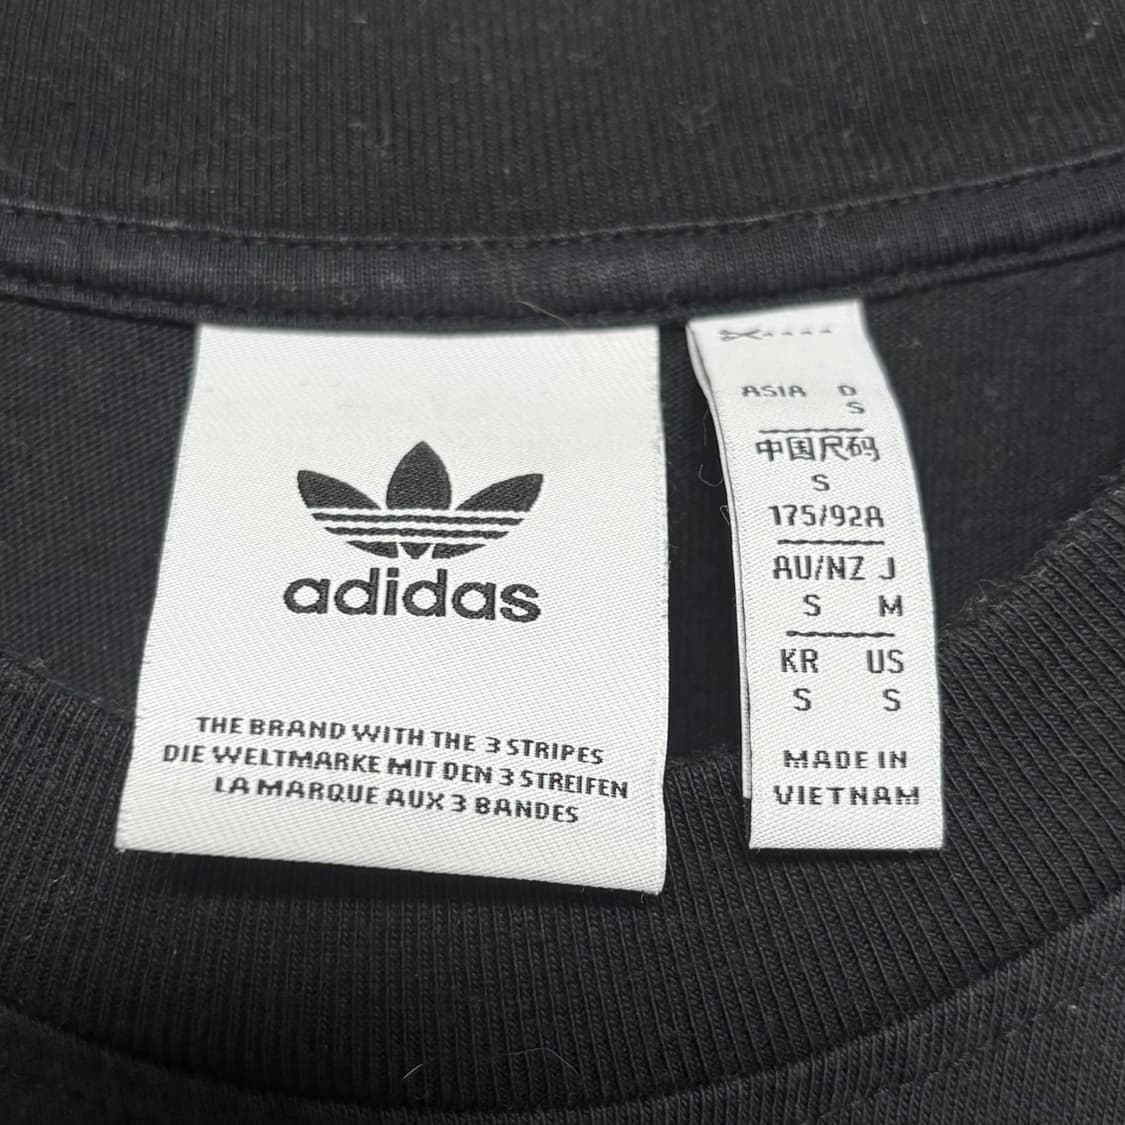 adidas
THE BRAND WITH THE 3 STRIPES
DIE WELTMARKE MIT DEN 3 STREIFEN
LA MARQUE AUX 3 BANDES
ASIA D
S
中国尺码
S
175/92A
AU/NZ J
S M
KR US
S S
MADE IN
VIETNAM